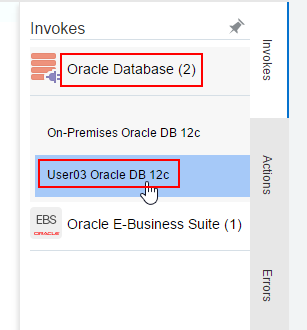 Invokes
Oracle Database (2)
On-Premises Oracle DB 12c
User03 Oracle DB 12c
EBS
ORACLE
Oracle E-Business Suite (1)
Invokes
Actions
Errors